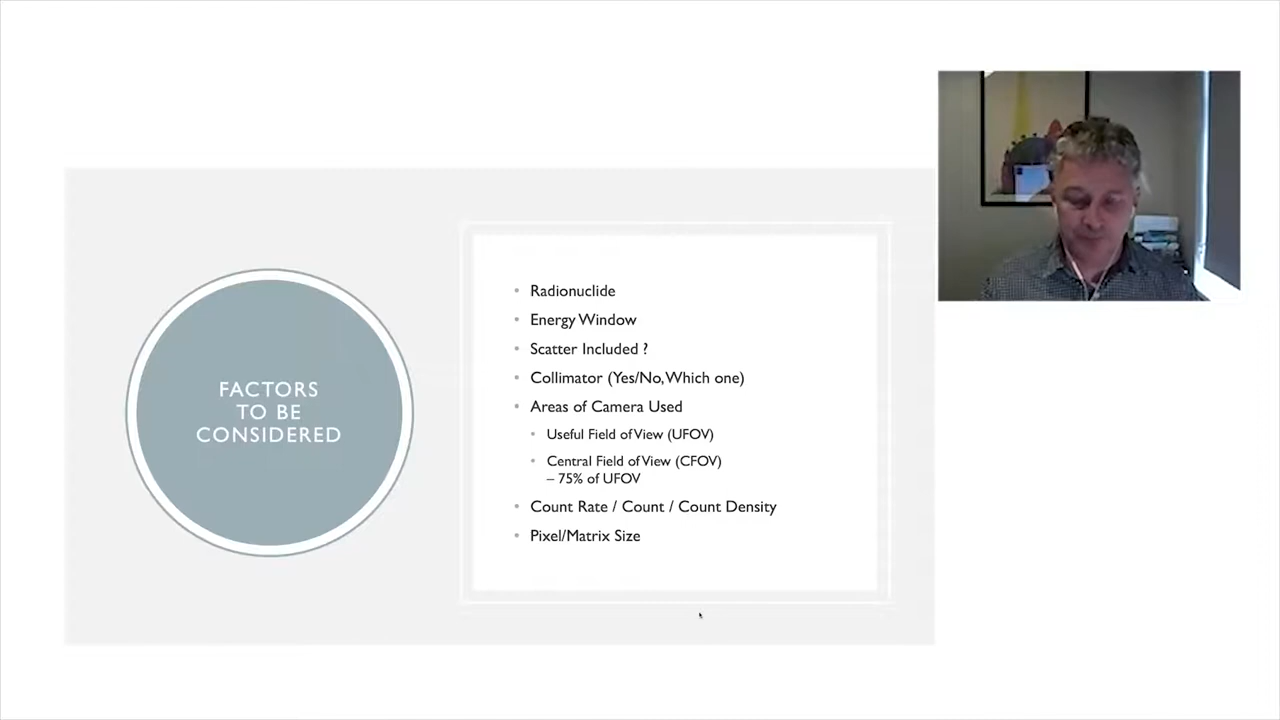 FACTORS
TO BE
CONSIDERED
• Radionuclide
• Energy Window
• Scatter Included ?
• Collimator (Yes/No, Which one)
• Areas of Camera Used
• Useful Field of View (UFOV)
• Central Field of View (CFOV)
– 75% of UFOV
• Count Rate / Count / Count Density
• Pixel/Matrix Size